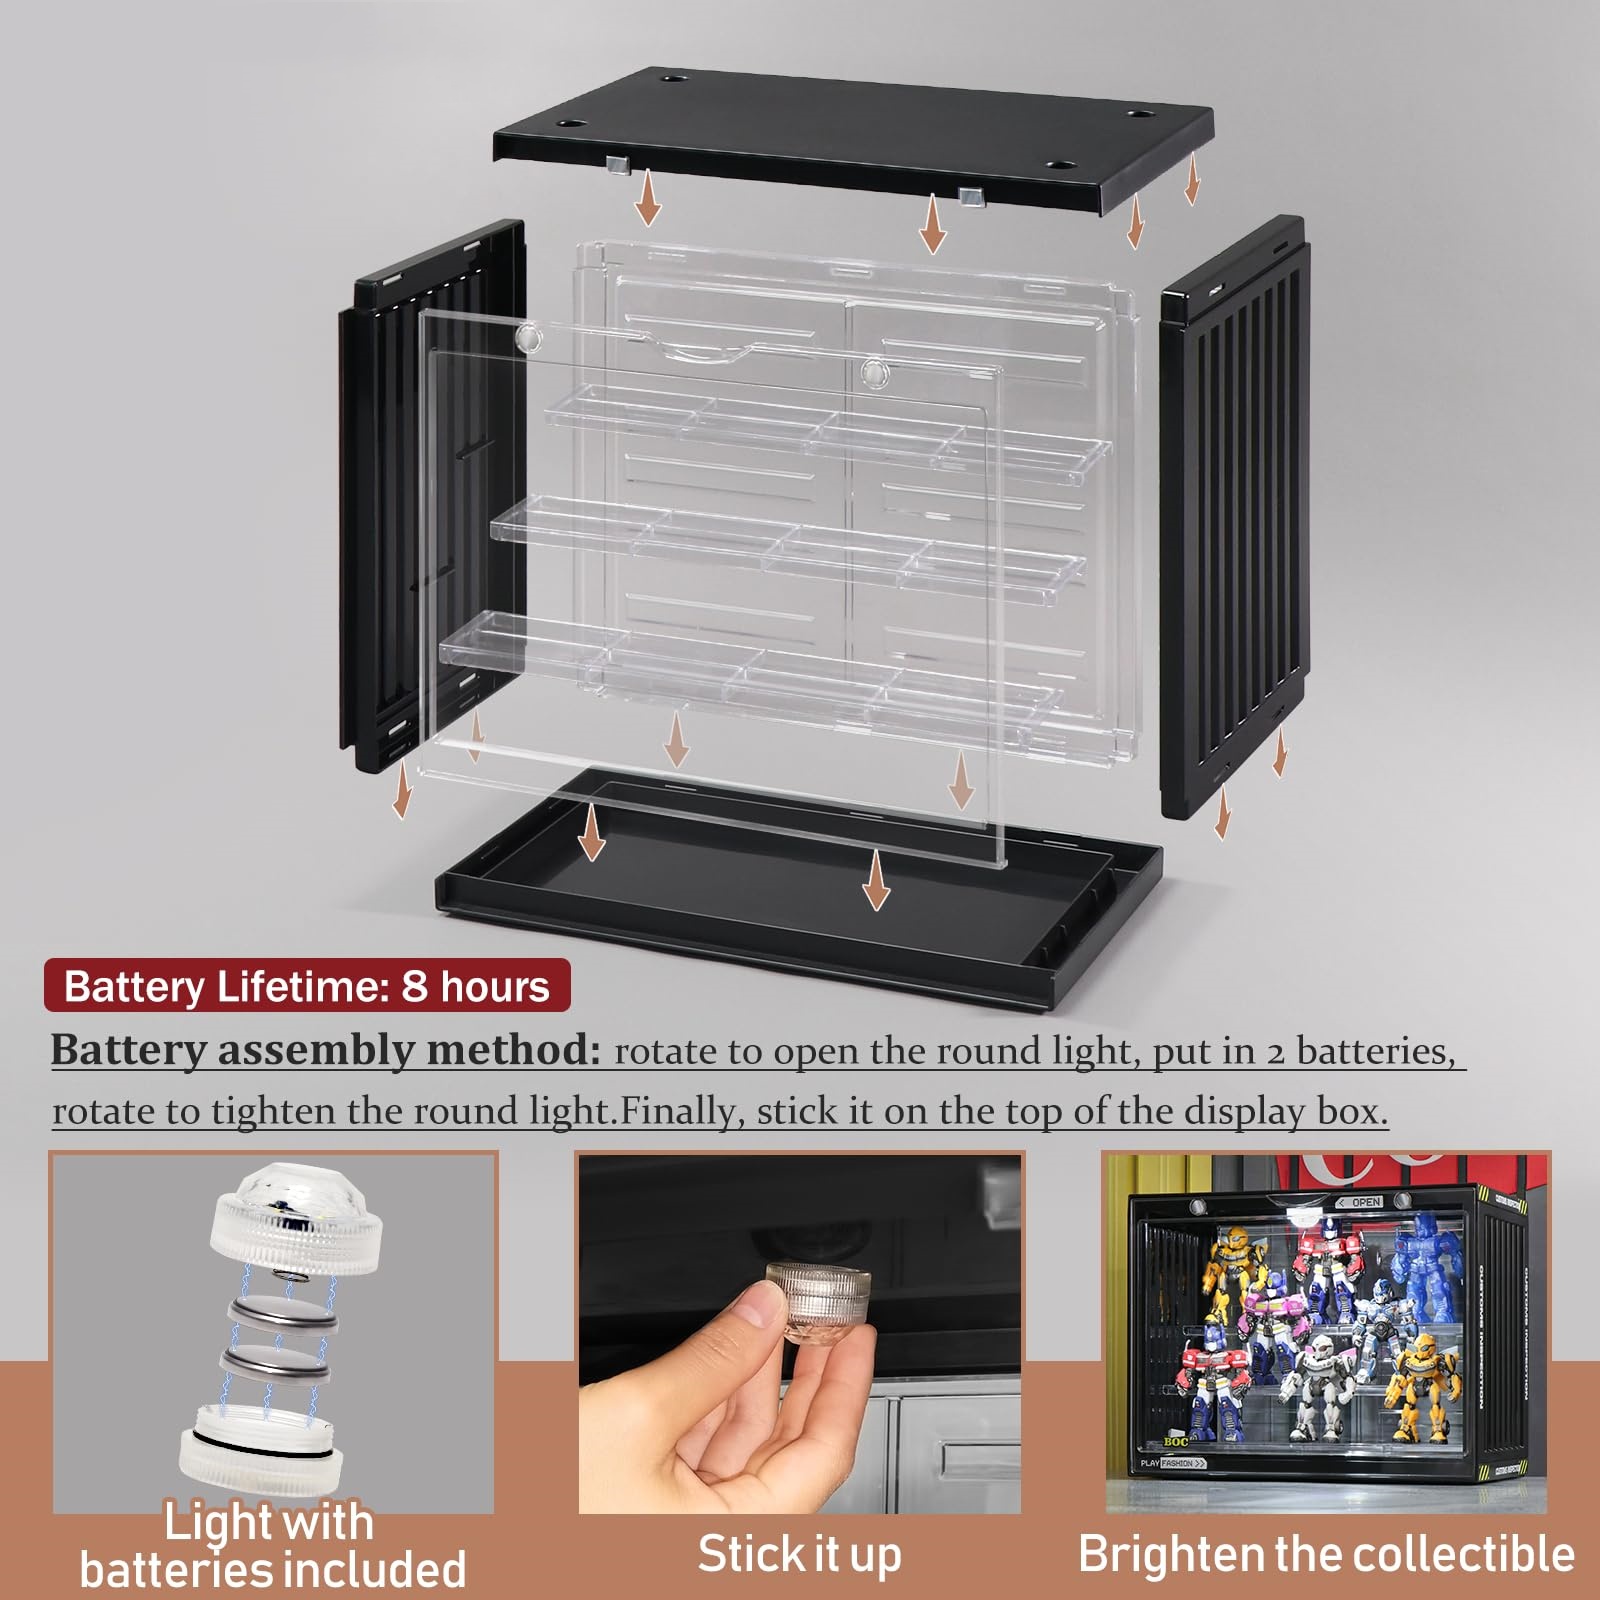 Battery Lifetime: 8 hours
Battery assembly method: rotate to open the round light, put in 2 batteries,
rotate to tighten the round light.Finally, stick it on the top of the display box.
< OPEN
CUSTOMS INSPECTION
BOC
PLAY FASHION >>
Light with
batteries included
Stick it up
Brighten the collectible